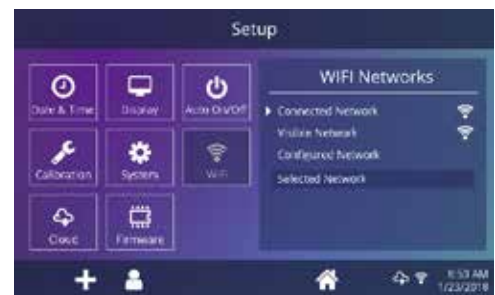 Setup
Date & Time
Display
Auto On/Off
Calibration
System
WiFi
Cloud
Firmware
WIFI Networks
Connected Network
Visible Network
Configured Network
Selected Network
8:53 AM
1/23/2018